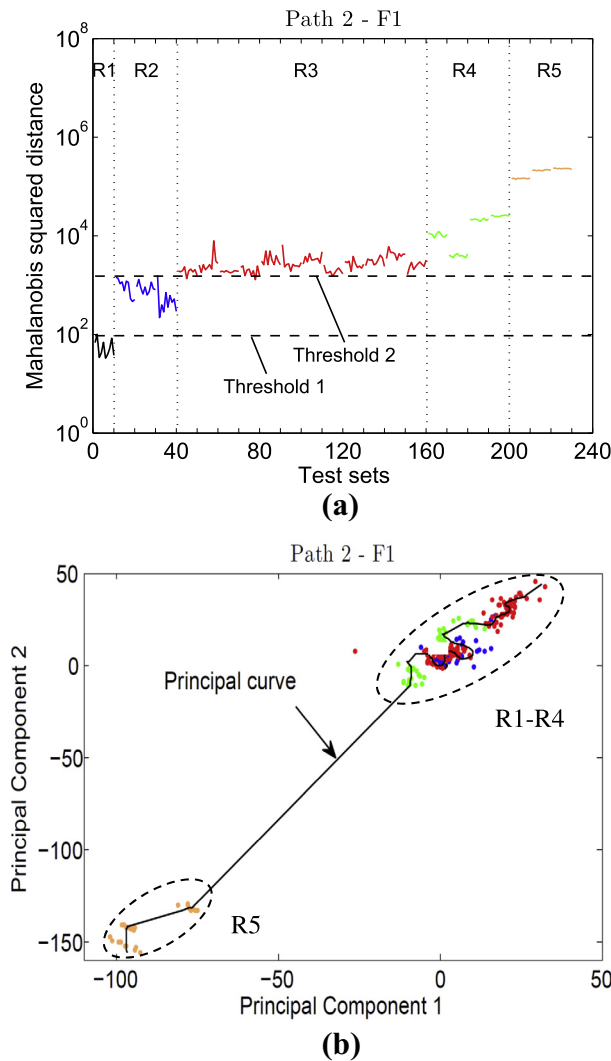 Path 2 - F1
10^8
R1 R2 R3 R4 R5
10^6
10^4
10^2
10^0
Mahalanobis squared distance
Threshold 2
Threshold 1
0 40 80 120 160 200 240
Test sets
(a)
Path 2 - F1
50
0
−50
−100
−150
Principal Component 2
Principal curve
R1-R4
R5
−100 −50 0 50
Principal Component 1
(b)